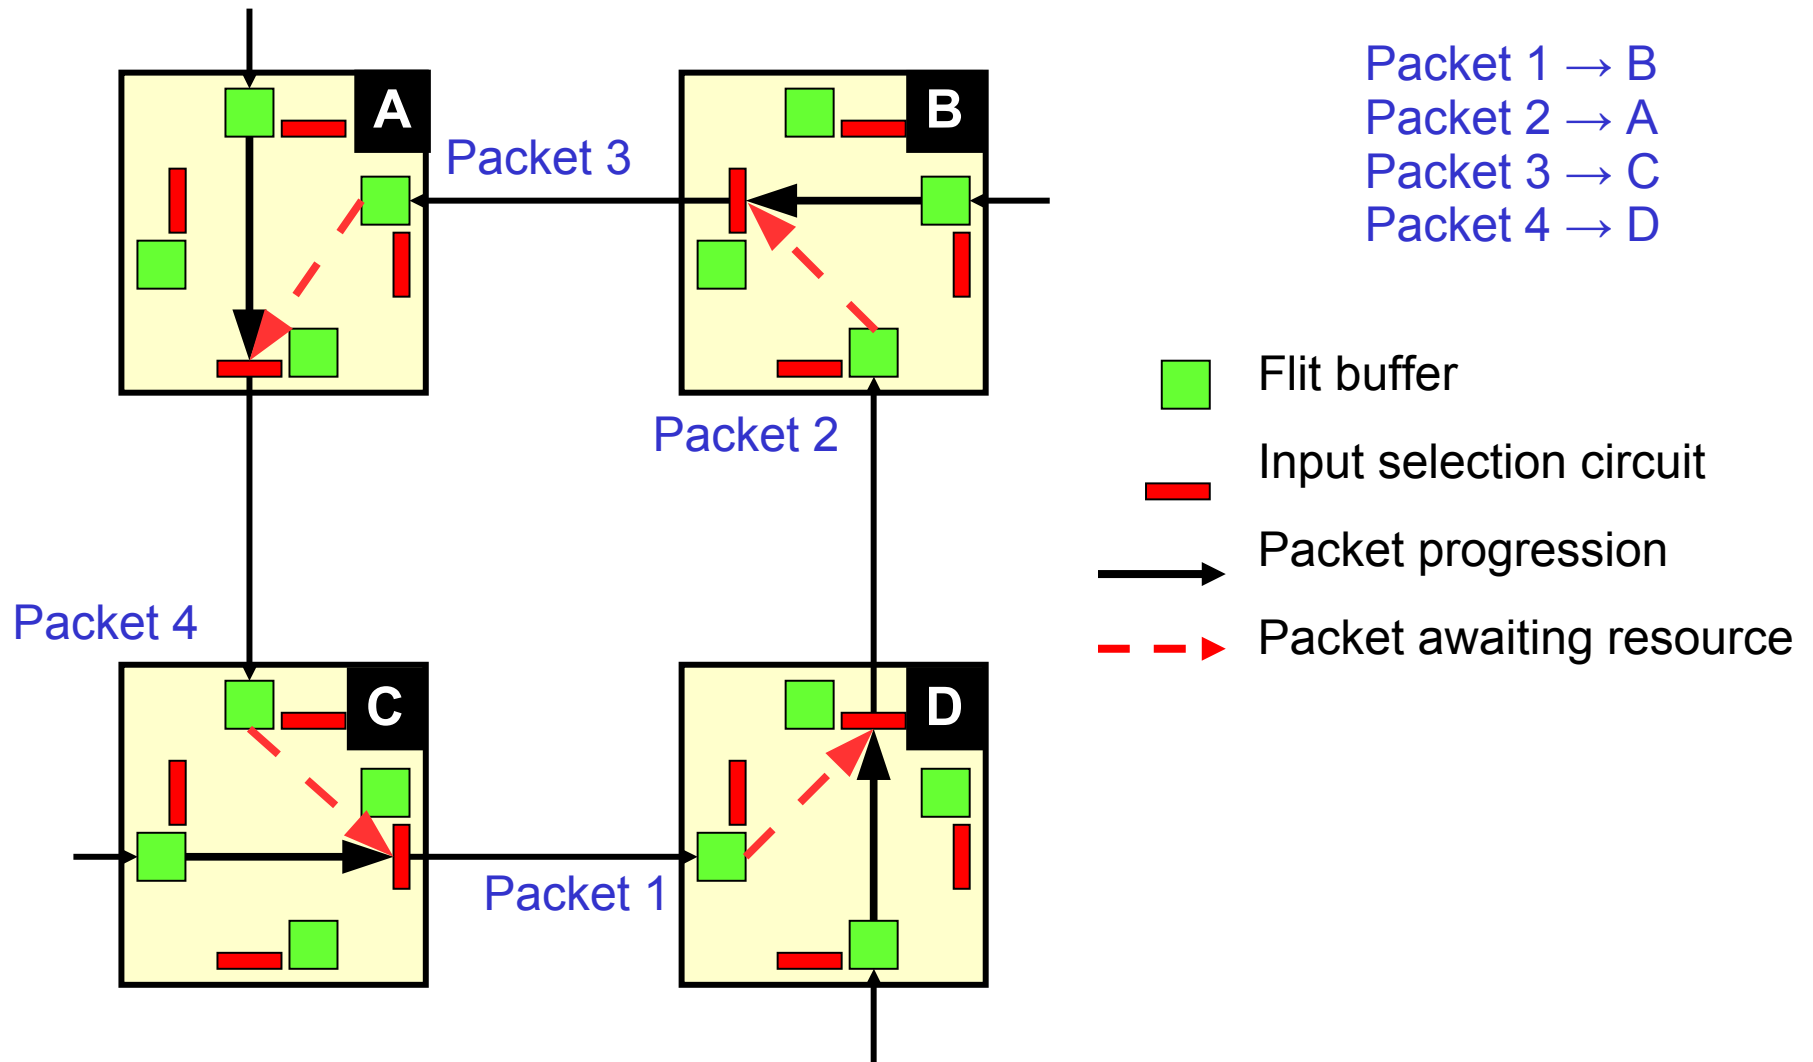 A
B
Packet 3
Packet 1 → B
Packet 2 → A
Packet 3 → C
Packet 4 → D
Flit buffer
Packet 2
Input selection circuit
Packet progression
Packet 4
Packet awaiting resource
C
D
Packet 1